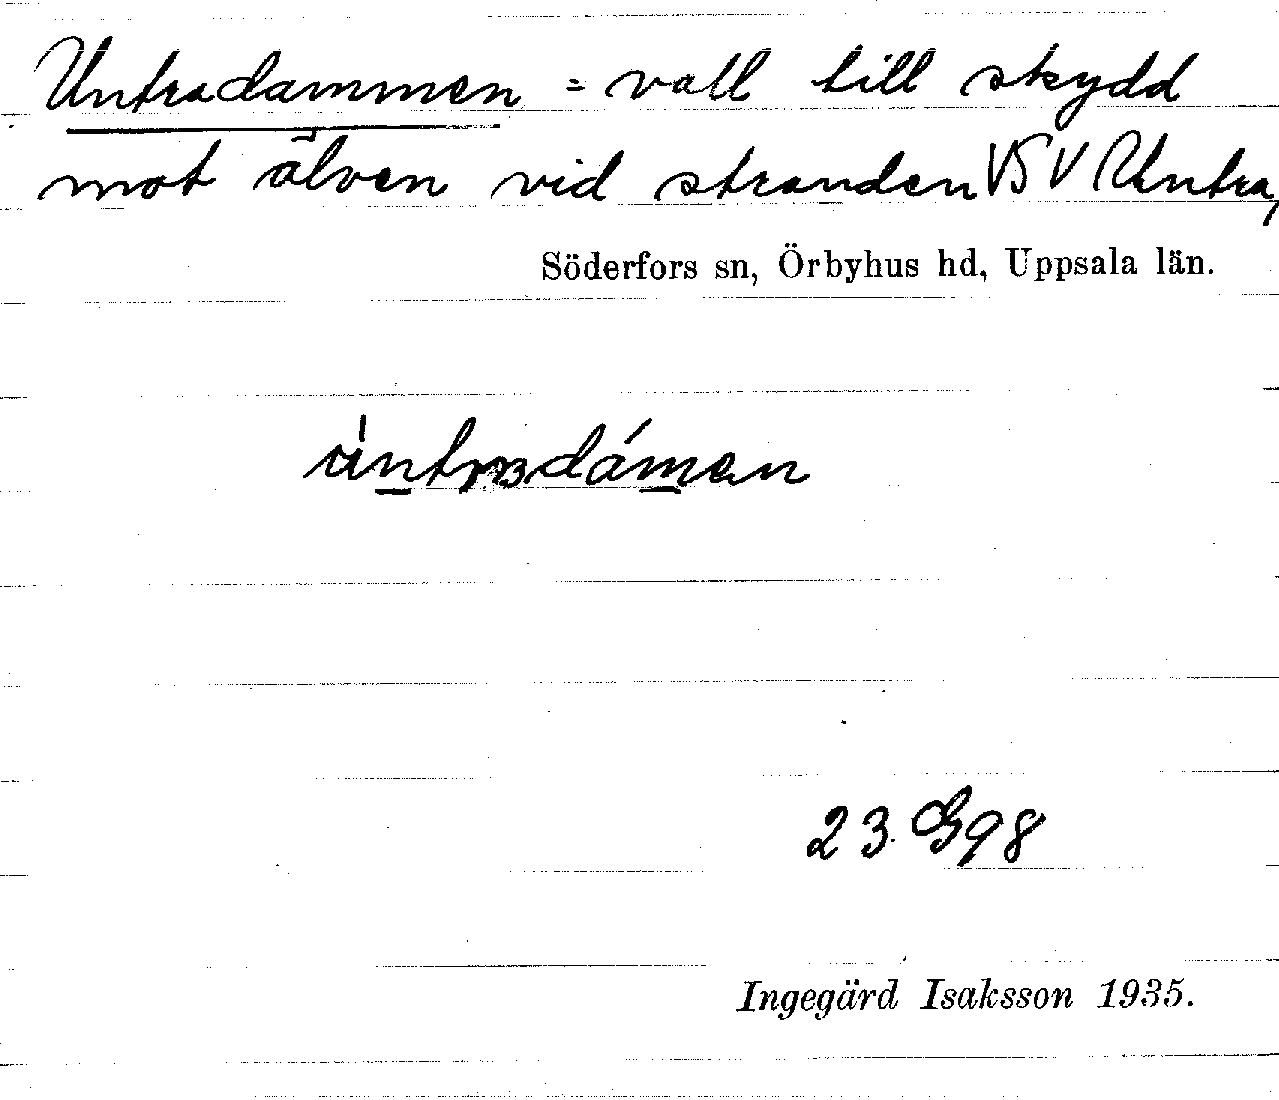 Untradammen = vall till skydd
mot älven vid stranden VSV Untra,
Söderfors sn, Örbyhus hd, Uppsala län.
23. G98
Ingegärd Isaksson 1935.